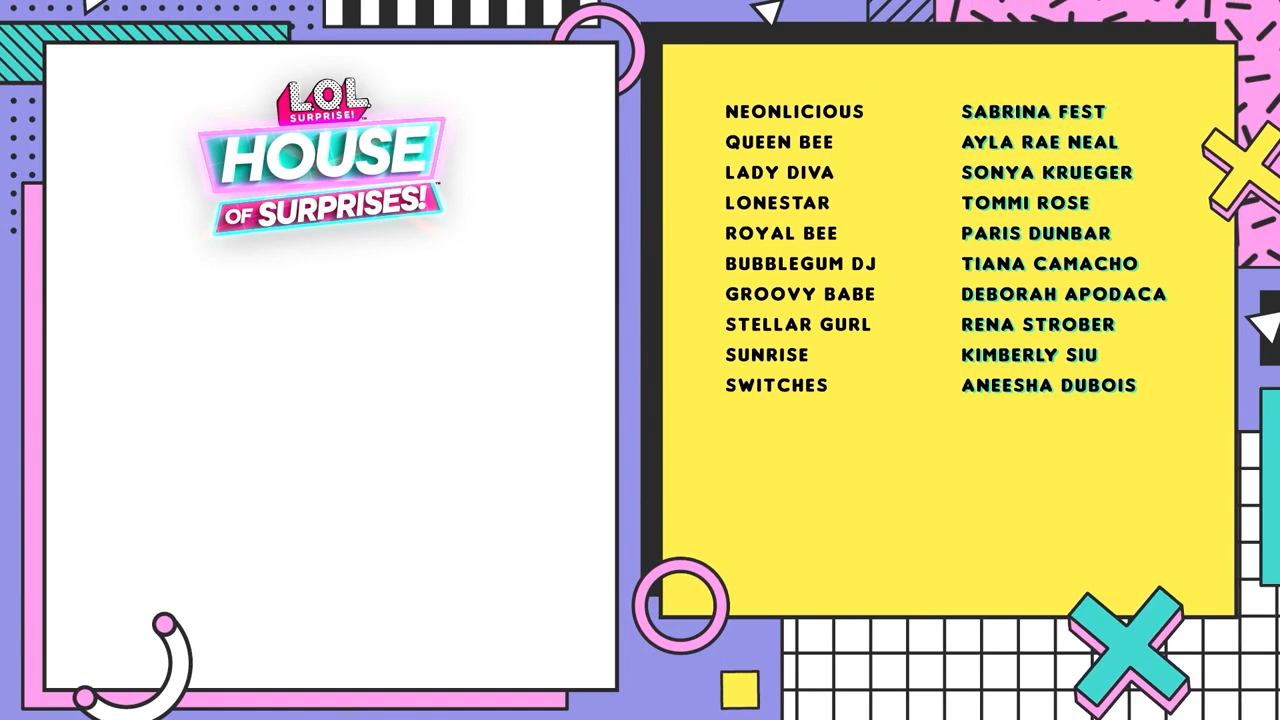 L.O.L.
SURPRISE!
HOUSE
OF SURPRISES!™
NEONLICIOUS SABRINA FEST
QUEEN BEE AYLA RAE NEAL
LADY DIVA SONYA KRUEGER
LONESTAR TOMMI ROSE
ROYAL BEE PARIS DUNBAR
BUBBLEGUM DJ TIANA CAMACHO
GROOVY BABE DEBORAH APODACA
STELLAR GURL RENA STROBER
SUNRISE KIMBERLY SIU
SWITCHES ANEESHA DUBOIS